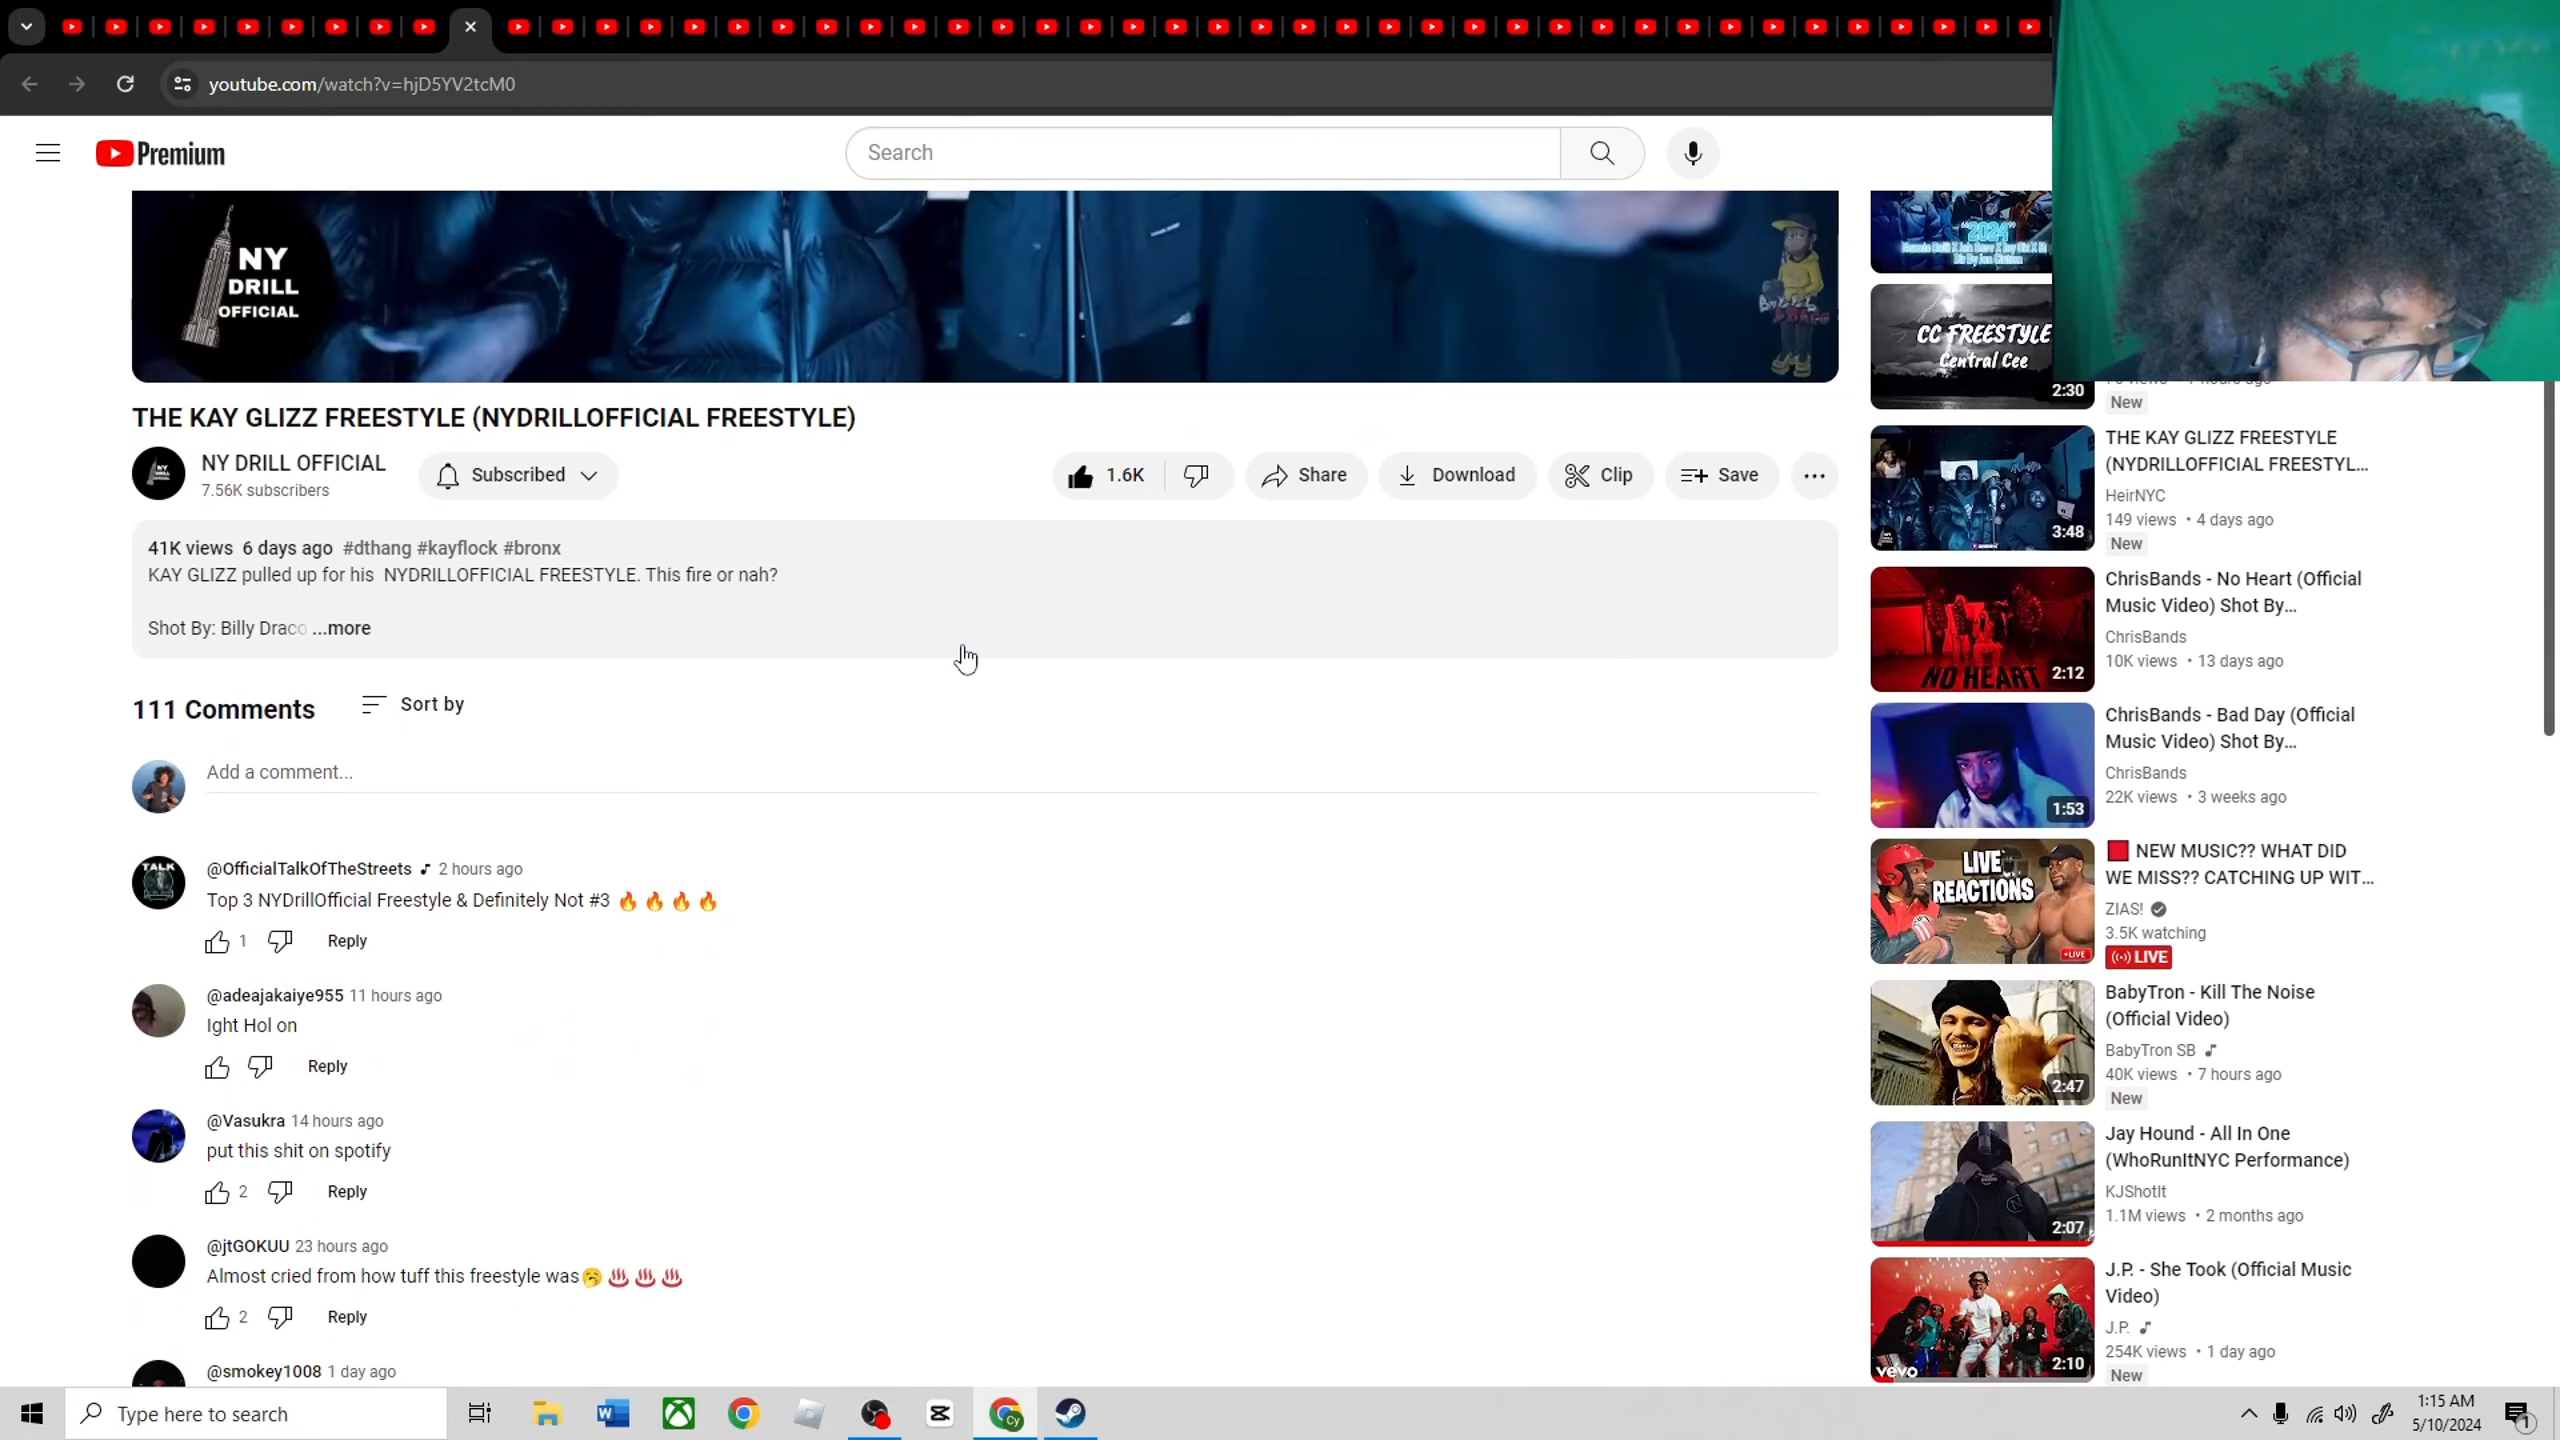 youtube.com/watch?v=hjD5YV2tcM0
Premium
Search
NY
DRILL
OFFICIAL
THE KAY GLIZZ FREESTYLE (NYDRILLOFFICIAL FREESTYLE)
NY DRILL OFFICIAL
7.56K subscribers
Subscribed
1.6K
Share
Download
Clip
Save
41K views 6 days ago #dthang #kayflock #bronx
KAY GLIZZ pulled up for his NYDRILLOFFICIAL FREESTYLE. This fire or nah?
Shot By: Billy Draco ...more
111 Comments
Sort by
Add a comment...
TALK
@OfficialTalkOfTheStreets 2 hours ago
Top 3 NYDrillOfficial Freestyle & Definitely Not #3 🔥 🔥 🔥 🔥
1
Reply
@adeajakaiye955 11 hours ago
Ight Hol on
Reply
@Vasukra 14 hours ago
put this shit on spotify
2
Reply
@jtGOKUU 23 hours ago
Almost cried from how tuff this freestyle was🥱♨️♨️♨️
2
Reply
@smokey1008 1 day ago
"2024"
CC FREESTYLE
Central Cee
2:30
New
THE KAY GLIZZ FREESTYLE
(NYDRILLOFFICIAL FREESTYL...
HeirNYC
149 views • 4 days ago
New
3:48
ChrisBands - No Heart (Official
Music Video) Shot By...
ChrisBands
10K views • 13 days ago
NO HEART
2:12
ChrisBands - Bad Day (Official
Music Video) Shot By...
ChrisBands
22K views • 3 weeks ago
1:53
🟥 NEW MUSIC?? WHAT DID
WE MISS?? CATCHING UP WIT...
ZIAS!
3.5K watching
LIVE
LIVE
REACTIONS
LIVE
BabyTron - Kill The Noise
(Official Video)
BabyTron SB
40K views • 7 hours ago
New
2:47
Jay Hound - All In One
(WhoRunItNYC Performance)
KJShotIt
1.1M views • 2 months ago
2:07
J.P. - She Took (Official Music
Video)
J.P.
254K views • 1 day ago
New
vevo
2:10
Type here to search
Cy
1:15 AM
5/10/2024
1